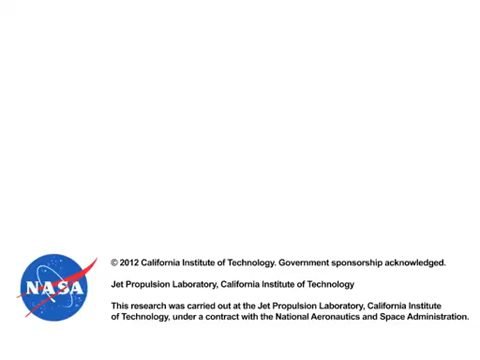 NASA
© 2012 California Institute of Technology. Government sponsorship acknowledged.
Jet Propulsion Laboratory, California Institute of Technology
This research was carried out at the Jet Propulsion Laboratory, California Institute
of Technology, under a contract with the National Aeronautics and Space Administration.